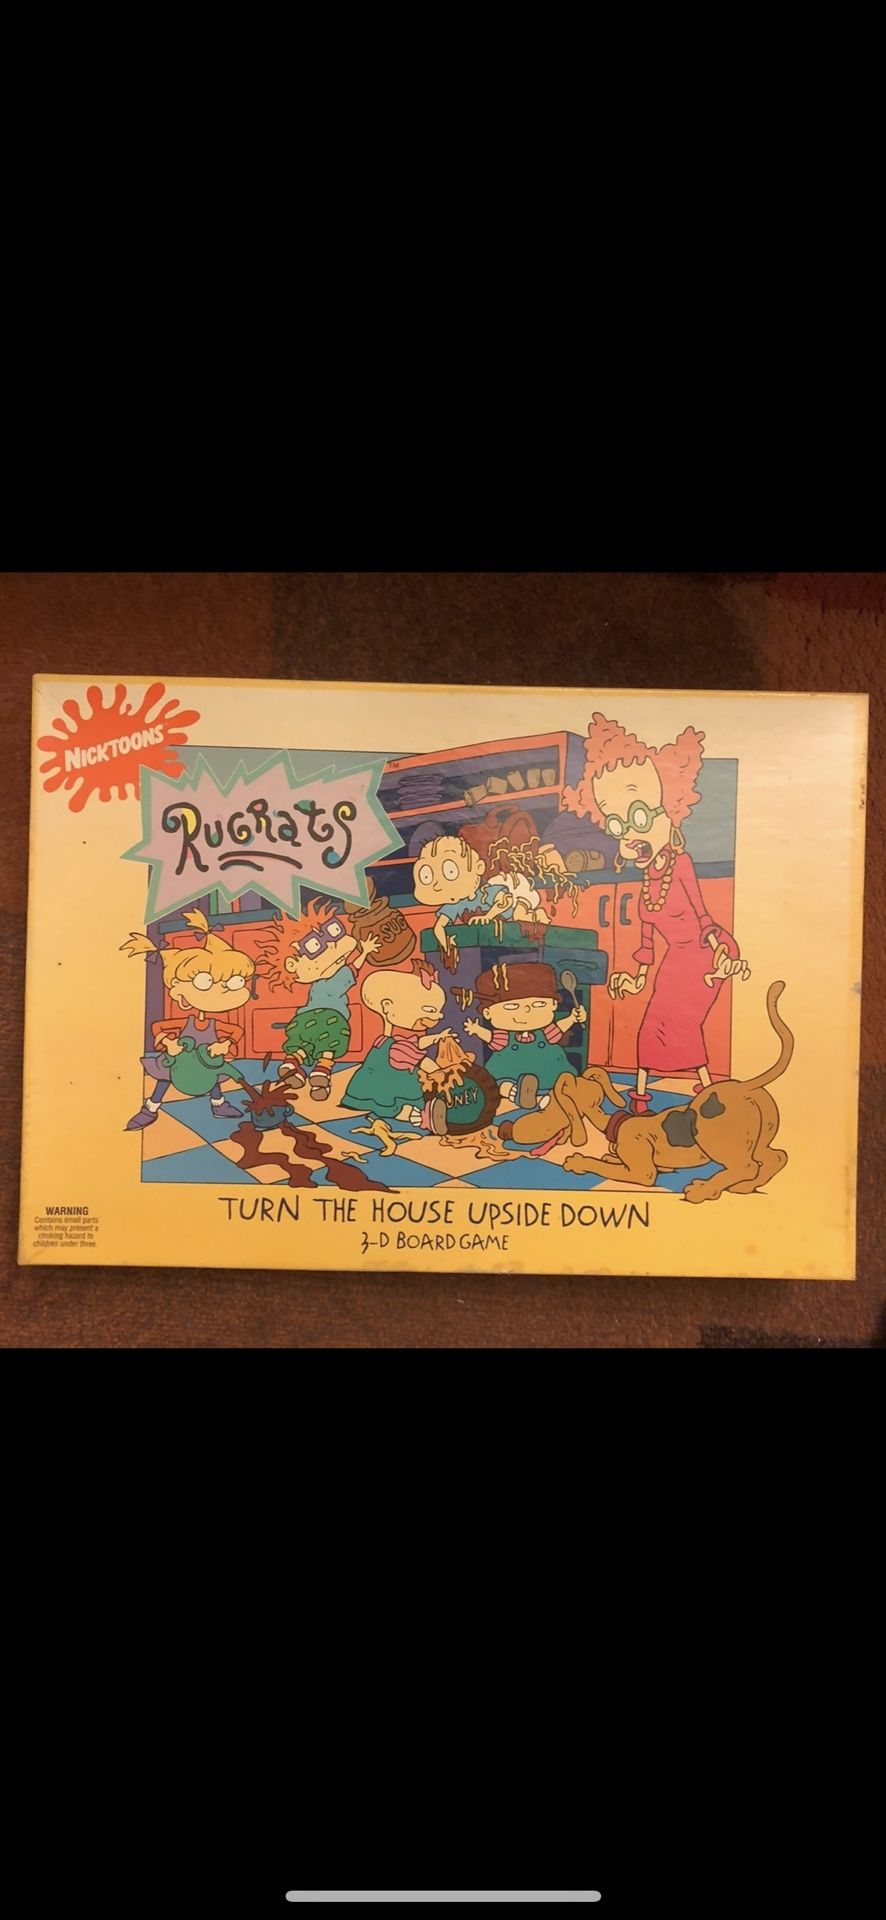 NICKTOONS
RUGRATS
TM
SUG
ONEY
WARNING
Contains small parts
which may present a
choking hazard to
children under three.
TURN THE HOUSE UPSIDE DOWN
3-D BOARD GAME